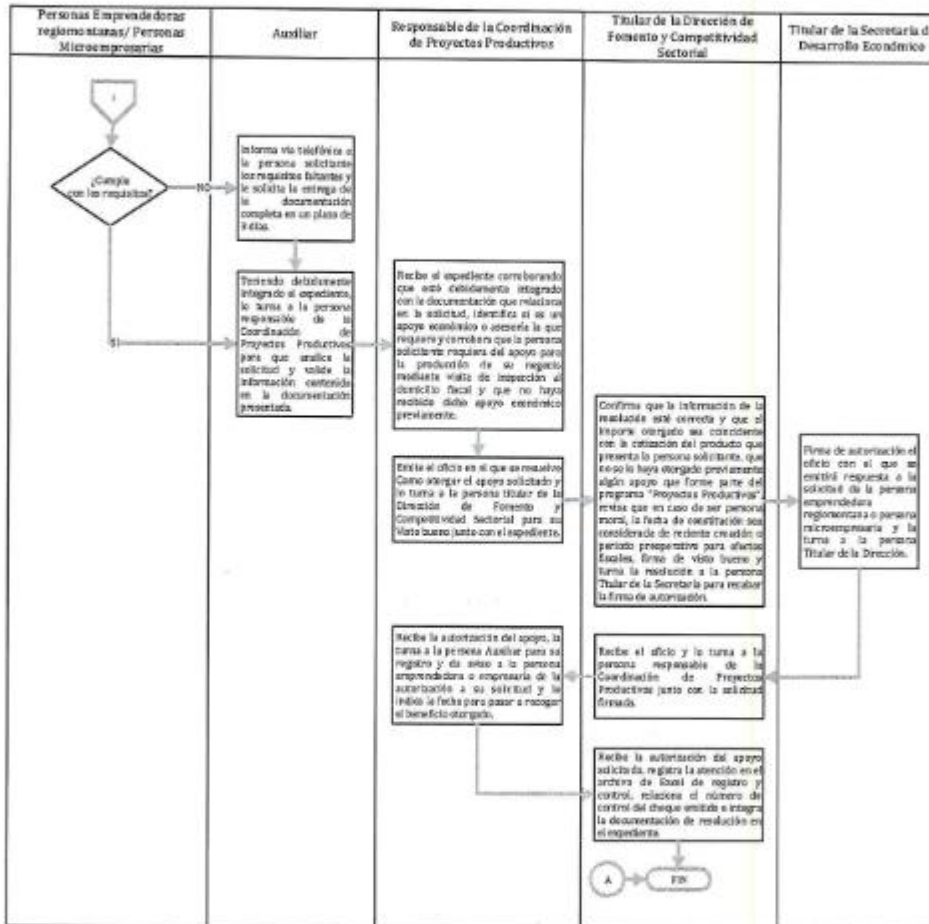 Personas Emprendedoras
regiomontanas/ Personas
Microempresarias
Auxiliar
Responsable de la Coordinación
de Proyectos Productivos
Titular de la Dirección de
Fomento y Competitividad
Sectorial
Titular de la Secretaría d
Desarrollo Económico
1
¿Cumple
con los requisitos?
NO
SI
Informa vía telefónica a
la persona solicitante
los requisitos faltantes y
le solicita la entrega de
la documentación
completa en un plazo de
3 días.
Teniendo debidamente
integrado el expediente,
lo turna a la persona
responsable de la
Coordinación de
Proyectos Productivos
para que analice la
solicitud y valide la
información contenida
en la documentación
presentada.
Recibe el expediente corroborando
que esté debidamente integrado
con la documentación que relaciona
en la solicitud, identifica si es un
apoyo económico o asesoría la que
requiere y corrobora que la persona
solicitante requiera del apoyo para
la producción de su negocio
mediante visita de inspección al
domicilio fiscal y que no haya
recibido dicho apoyo económico
previamente.
Emite el oficio en el que se resuelve
Como otorgar el apoyo solicitado y
lo turna a la persona titular de la
Dirección de Fomento y
Competitividad Sectorial para su
Visto bueno junto con el expediente.
Confirma que la información de la
resolución esté correcta y que el
importe otorgado sea coincidente
con la cotización del producto que
presenta la persona solicitante, que
no se le haya otorgado previamente
algún apoyo que forme parte del
programa "Proyectos Productivos",
revisa que en caso de ser persona
moral, la fecha de constitución sea
considerada de reciente creación o
periodo preoperativo para efectos
fiscales, firma de visto bueno y
turna la resolución a la persona
Titular de la Secretaría para recabar
la firma de autorización.
Firma de autorización el
oficio con el que se
emitirá respuesta a la
solicitud de la persona
emprendedora
regiomontana o persona
microempresaria y la
turna a la persona
Titular de la Dirección.
Recibe el oficio y lo turna a la
persona responsable de la
Coordinación de Proyectos
Productivos junto con la solicitud
firmada.
Recibe la autorización del apoyo, la
turna a la persona Auxiliar para su
registro y da aviso a la persona
emprendedora o empresaria de la
autorización a su solicitud y le
indica la fecha para pasar a recoger
el beneficio otorgado.
Recibe la autorización del apoyo
solicitado, registra la atención en el
archivo de Excel de registro y
control, relaciona el número de
control del cheque emitido e integra
la documentación de resolución en
el expediente.
A
FIN